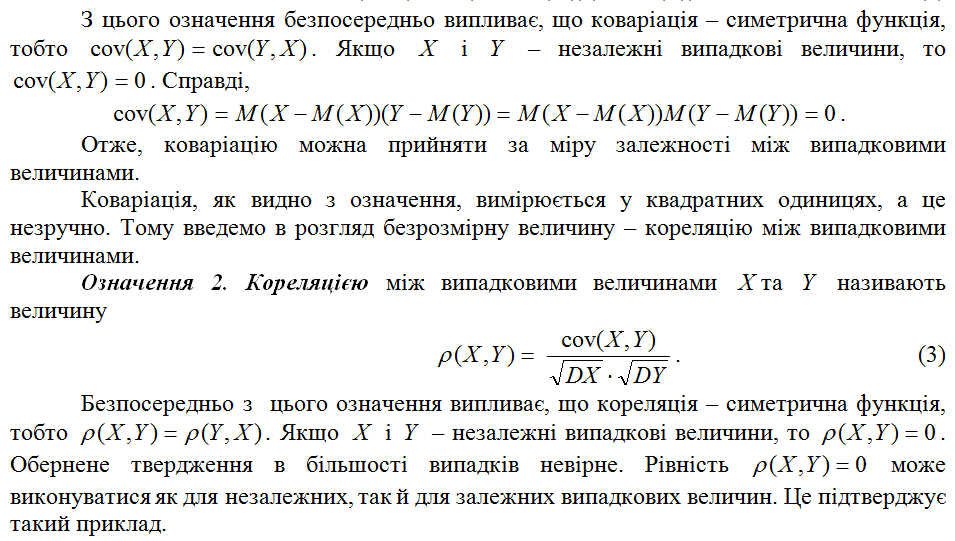 З цього означення безпосередньо випливає, що коваріація – симетрична функція,
тобто cov(X,Y) = cov(Y,X). Якщо X і Y – незалежні випадкові величини, то
cov(X,Y) = 0. Справді,
cov(X,Y) = M(X − M(X))(Y − M(Y)) = M(X − M(X))M(Y − M(Y)) = 0.
Отже, коваріацію можна прийняти за міру залежності між випадковими
величинами.
Коваріація, як видно з означення, вимірюється у квадратних одиницях, а це
незручно. Тому введемо в розгляд безрозмірну величину – кореляцію між випадковими
величинами.
Означення 2. Кореляцією між випадковими величинами X та Y називають
величину
ρ(X,Y) = cov(X,Y) / (√DX · √DY). (3)
Безпосередньо з цього означення випливає, що кореляція – симетрична функція,
тобто ρ(X,Y) = ρ(Y,X). Якщо X і Y – незалежні випадкові величини, то ρ(X,Y) = 0.
Обернене твердження в більшості випадків невірне. Рівність ρ(X,Y) = 0 може
виконуватися як для незалежних, так й для залежних випадкових величин. Це підтверджує
такий приклад.